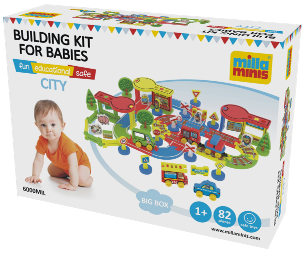 BUILDING KIT
FOR BABIES
fun educational safe
CITY
milla
minis
6000MIL
BIG BOX
1+
82
www.millaminis.com